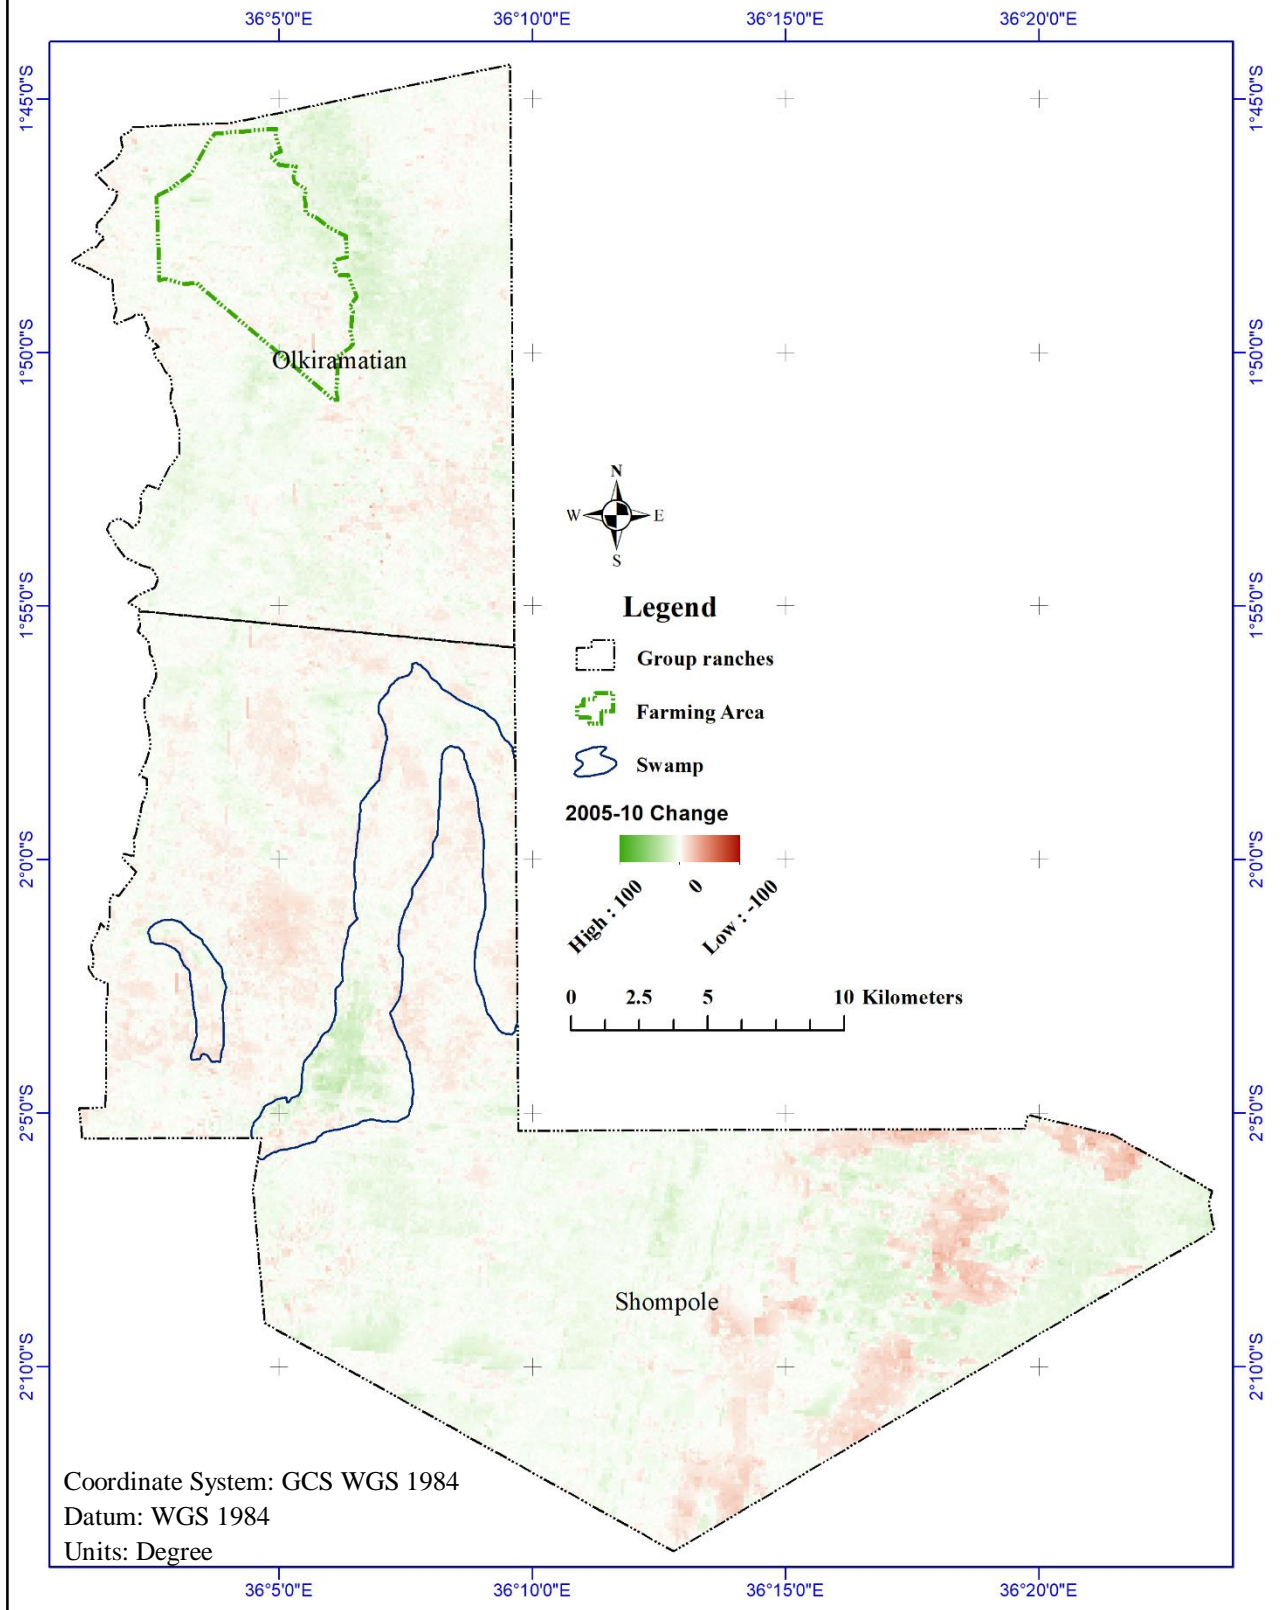 36°5'0"E 36°10'0"E 36°15'0"E 36°20'0"E
1°45'0"S 1°45'0"S
1°50'0"S 1°50'0"S
Olkiramatian
N
W E
S
1°55'0"S 1°55'0"S
Legend
Group ranches
Farming Area
Swamp
2005-10 Change
2°0'0"S 2°0'0"S
High : 100
0
Low : -100
0 2.5 5 10 Kilometers
2°5'0"S 2°5'0"S
Shompole
2°10'0"S 2°10'0"S
Coordinate System: GCS WGS 1984
Datum: WGS 1984
Units: Degree
36°5'0"E 36°10'0"E 36°15'0"E 36°20'0"E